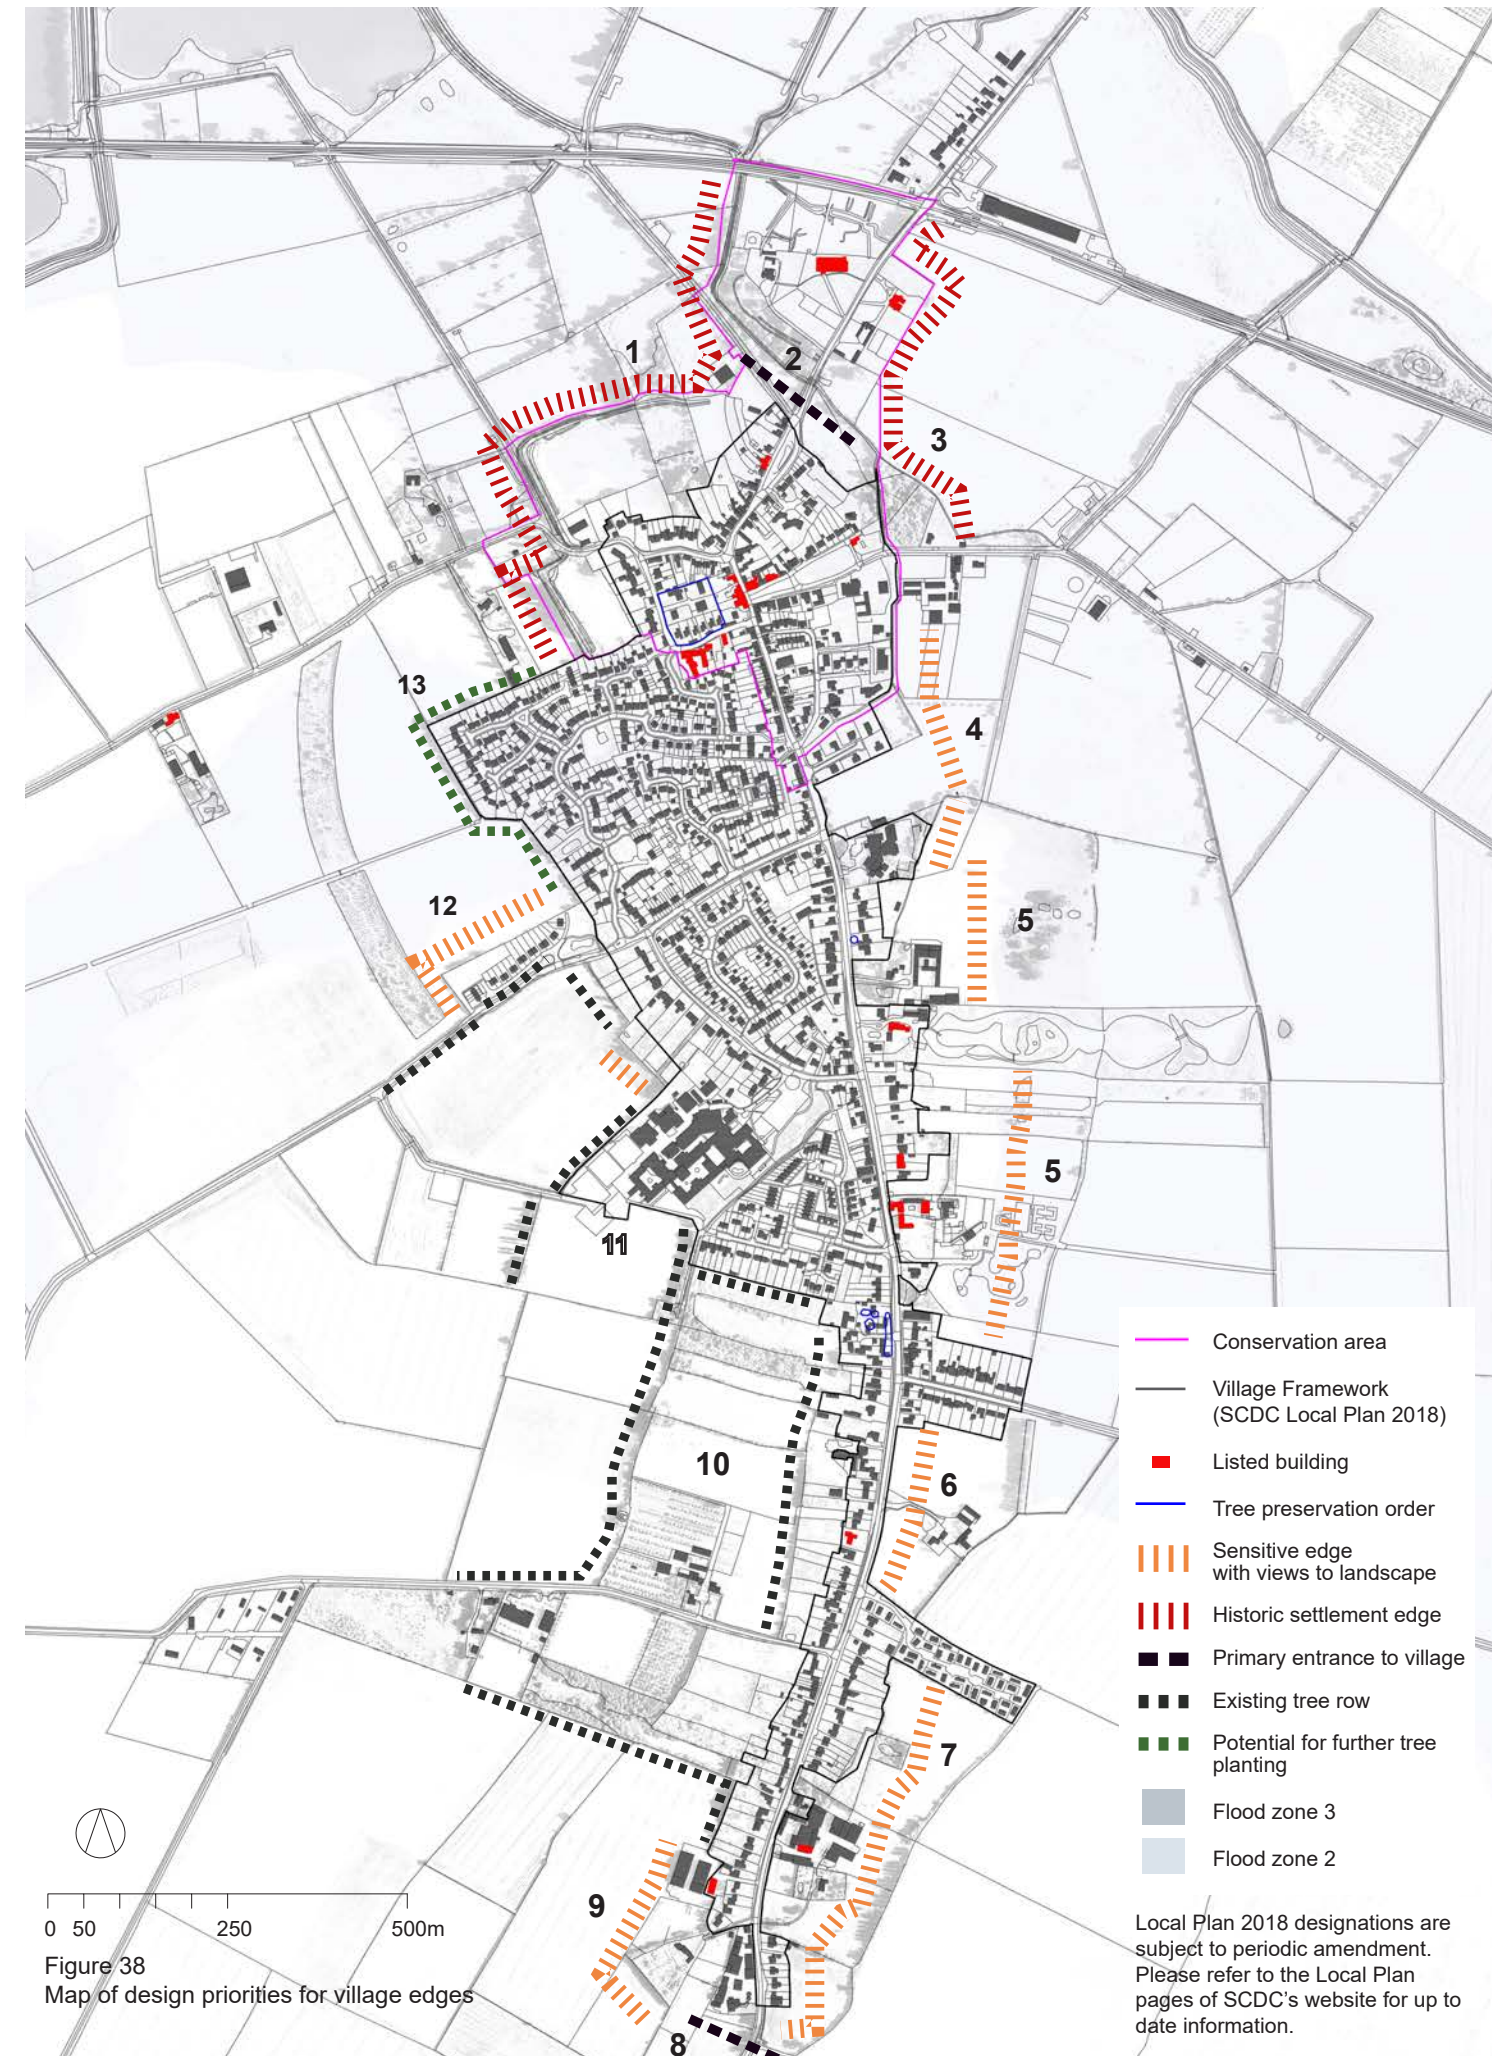 1
2
3
13
4
12
5
5
11
10
6
7
9
8
Conservation area
Village Framework
(SCDC Local Plan 2018)
Listed building
Tree preservation order
Sensitive edge
with views to landscape
Historic settlement edge
Primary entrance to village
Existing tree row
Potential for further tree
planting
Flood zone 3
Flood zone 2
Local Plan 2018 designations are
subject to periodic amendment.
Please refer to the Local Plan
pages of SCDC's website for up to
date information.
0 50 250 500m
Figure 38
Map of design priorities for village edges